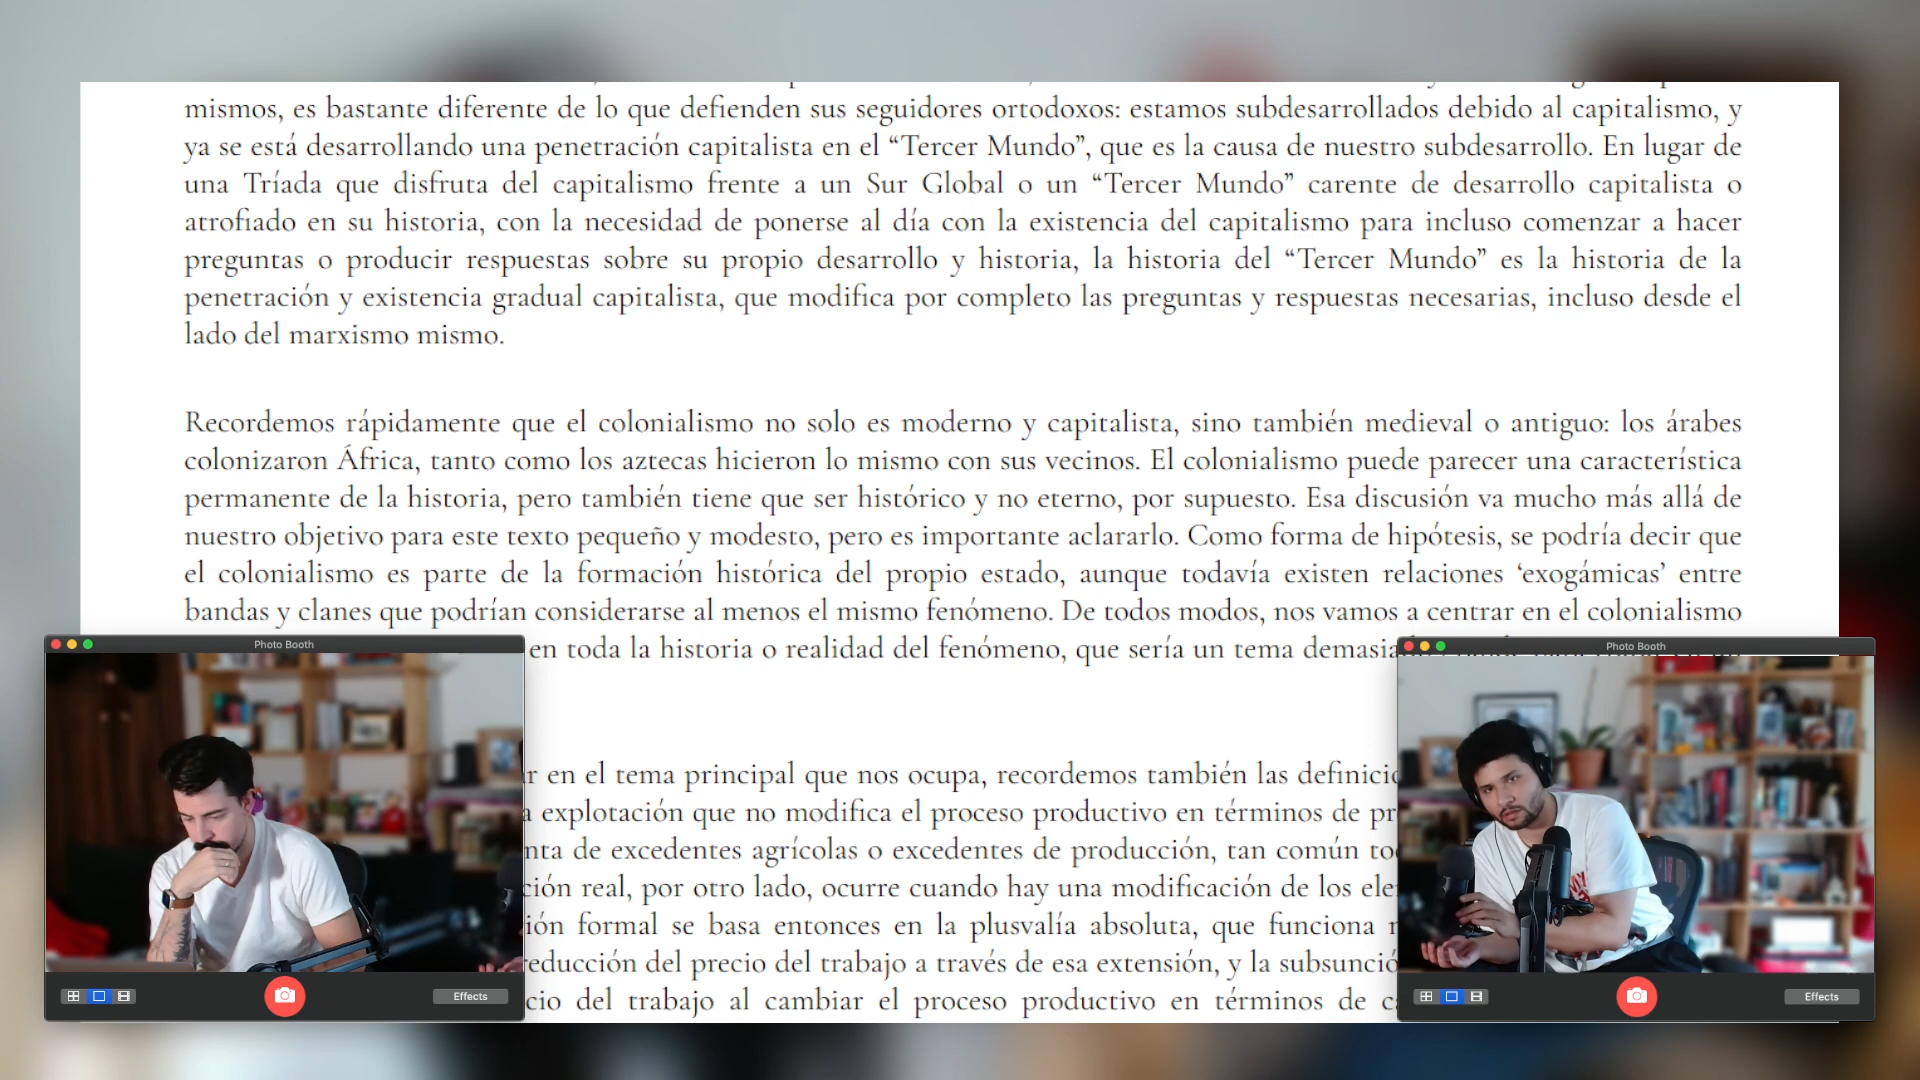 mismos, es bastante diferente de lo que defienden sus seguidores ortodoxos: estamos subdesarrollados debido al capitalismo, y
ya se está desarrollando una penetración capitalista en el “Tercer Mundo”, que es la causa de nuestro subdesarrollo. En lugar de
una Tríada que disfruta del capitalismo frente a un Sur Global o un “Tercer Mundo” carente de desarrollo capitalista o
atrofiado en su historia, con la necesidad de ponerse al día con la existencia del capitalismo para incluso comenzar a hacer
preguntas o producir respuestas sobre su propio desarrollo y historia, la historia del “Tercer Mundo” es la historia de la
penetración y existencia gradual capitalista, que modifica por completo las preguntas y respuestas necesarias, incluso desde el
lado del marxismo mismo.
Recordemos rápidamente que el colonialismo no solo es moderno y capitalista, sino también medieval o antiguo: los árabes
colonizaron África, tanto como los aztecas hicieron lo mismo con sus vecinos. El colonialismo puede parecer una característica
permanente de la historia, pero también tiene que ser histórico y no eterno, por supuesto. Esa discusión va mucho más allá de
nuestro objetivo para este texto pequeño y modesto, pero es importante aclararlo. Como forma de hipótesis, se podría decir que
el colonialismo es parte de la formación histórica del propio estado, aunque todavía existen relaciones ‘exogámicas’ entre
bandas y clanes que podrían considerarse al menos el mismo fenómeno. De todos modos, nos vamos a centrar en el colonialismo
en toda la historia o realidad del fenómeno, que sería un tema
en el tema principal que nos ocupa, recordemos también las
explotación que no modifica el proceso productivo en términos de
de excedentes agrícolas o excedentes de producción, tan común
real, por otro lado, ocurre cuando hay una modificación de los
formal se basa entonces en la plusvalía absoluta, que funciona
reducción del precio del trabajo a través de esa extensión, y la
del trabajo al cambiar el proceso productivo en términos de
Photo Booth
Effects
Photo Booth
Effects